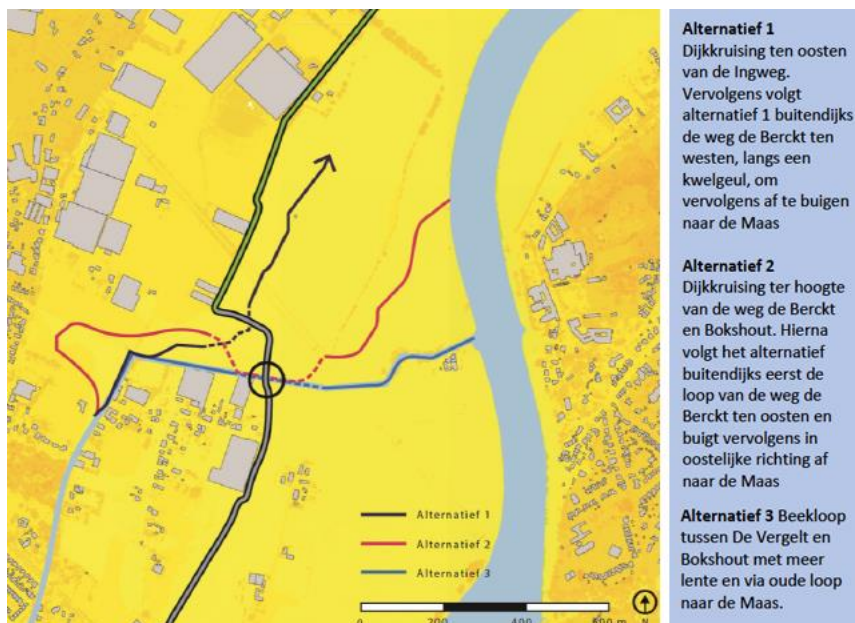 Alternatief 1
Dijkkruising ten oosten
van de Ingweg.
Vervolgens volgt
alternatief 1 buitendijks
de weg de Berckt ten
westen, langs een
kwelgeul, om
vervolgens af te buigen
naar de Maas
Alternatief 2
Dijkkruising ter hoogte
van de weg de Berckt
en Bokshout. Hierna
volgt het alternatief
buitendijks eerst de
loop van de weg de
Berckt ten oosten en
buigt vervolgens in
oostelijke richting af
naar de Maas
Alternatief 3 Beekloop
tussen De Vergelt en
Bokshout met meer
lente en via oude loop
naar de Maas.
Alternatief 1
Alternatief 2
Alternatief 3
0 200 400 600 m N